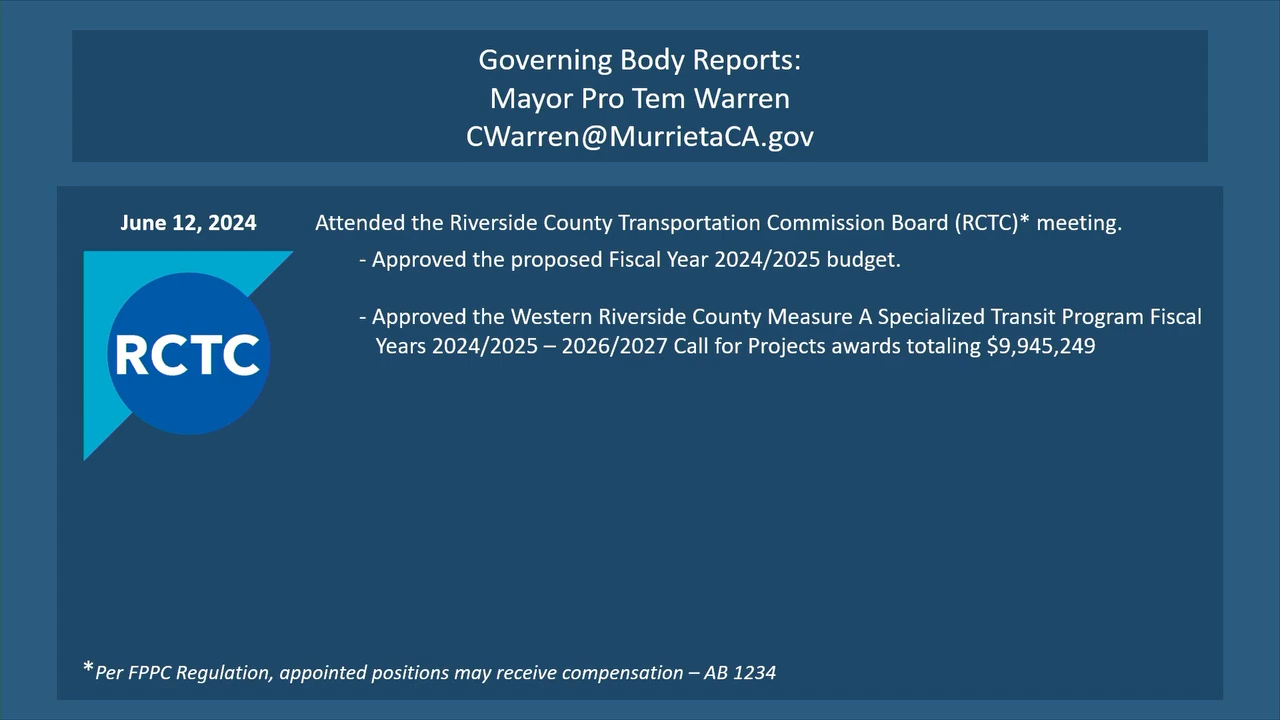 Governing Body Reports:
Mayor Pro Tem Warren
CWarren@MurrietaCA.gov
June 12, 2024 Attended the Riverside County Transportation Commission Board (RCTC)* meeting.
- Approved the proposed Fiscal Year 2024/2025 budget.
- Approved the Western Riverside County Measure A Specialized Transit Program Fiscal
Years 2024/2025 – 2026/2027 Call for Projects awards totaling $9,945,249
RCTC
*Per FPPC Regulation, appointed positions may receive compensation – AB 1234